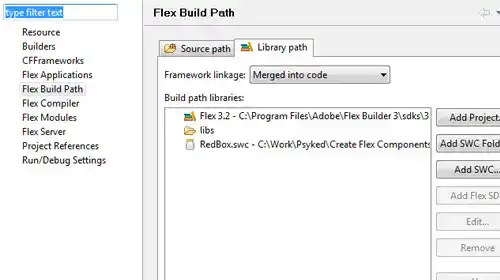 type filter text
Resource
Builders
CFFrameworks
Flex Applications
Flex Build Path
Flex Compiler
Flex Modules
Flex Server
Project References
Run/Debug Settings
Flex Build Path
Source path
Library path
Framework linkage: Merged into code
Build path libraries:
Flex 3.2 - C:\Program Files\Adobe\Flex Builder 3\sdks\3
libs
RedBox.swc - C:\Work\Psyked\Create Flex Components
Add Project.
Add SWC Fold
Add SWC...
Add Flex SD
Edit...
Remove